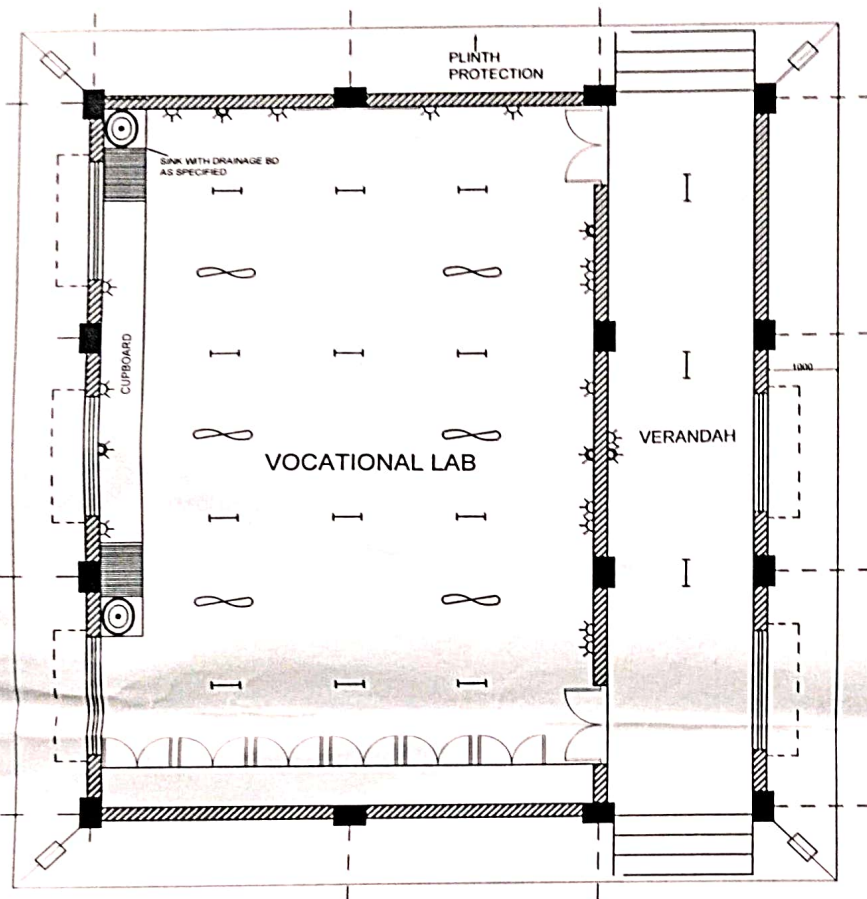 PLINTH
PROTECTION
SINK WITH DRAINAGE BD
AS SPECIFIED
CUPBOARD
1000
VERANDAH
VOCATIONAL LAB